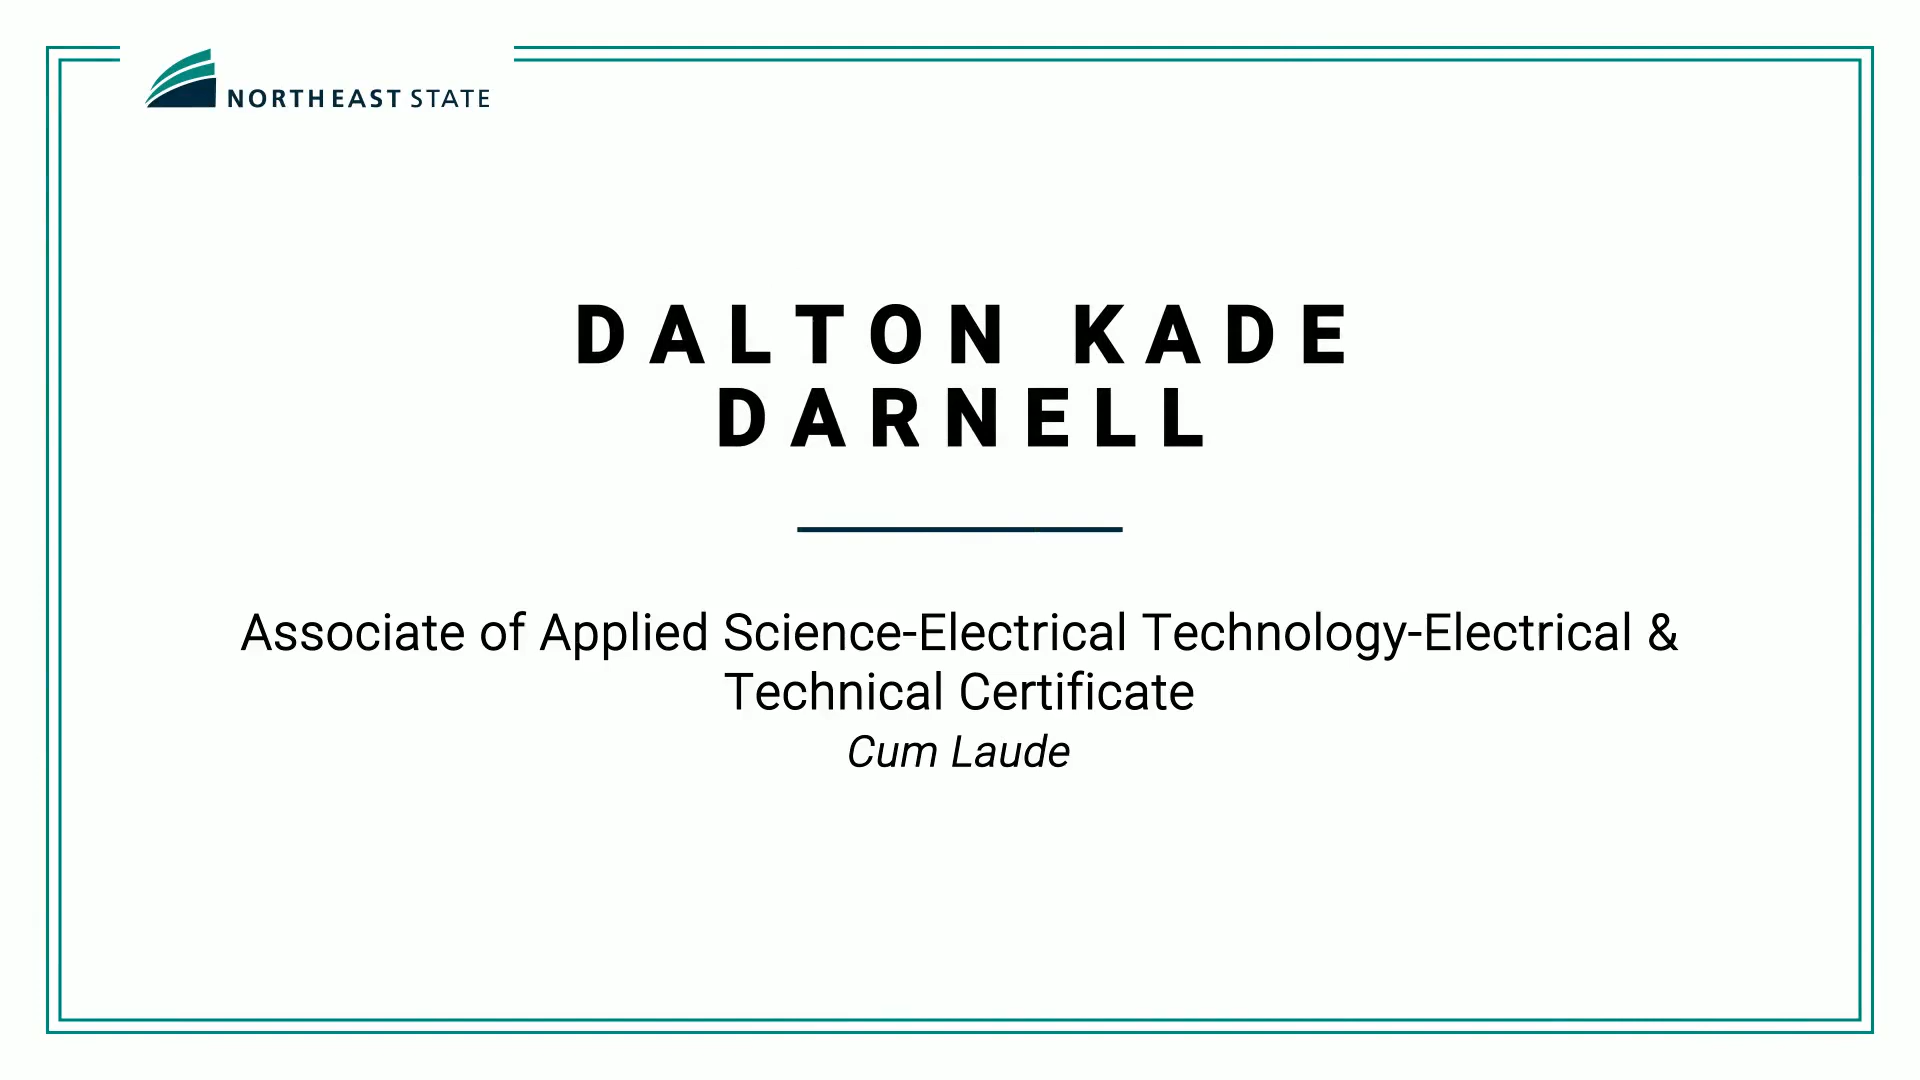 NORTHEAST STATE
DALTON KADE
DARNELL
Associate of Applied Science-Electrical Technology-Electrical &
Technical Certificate
Cum Laude